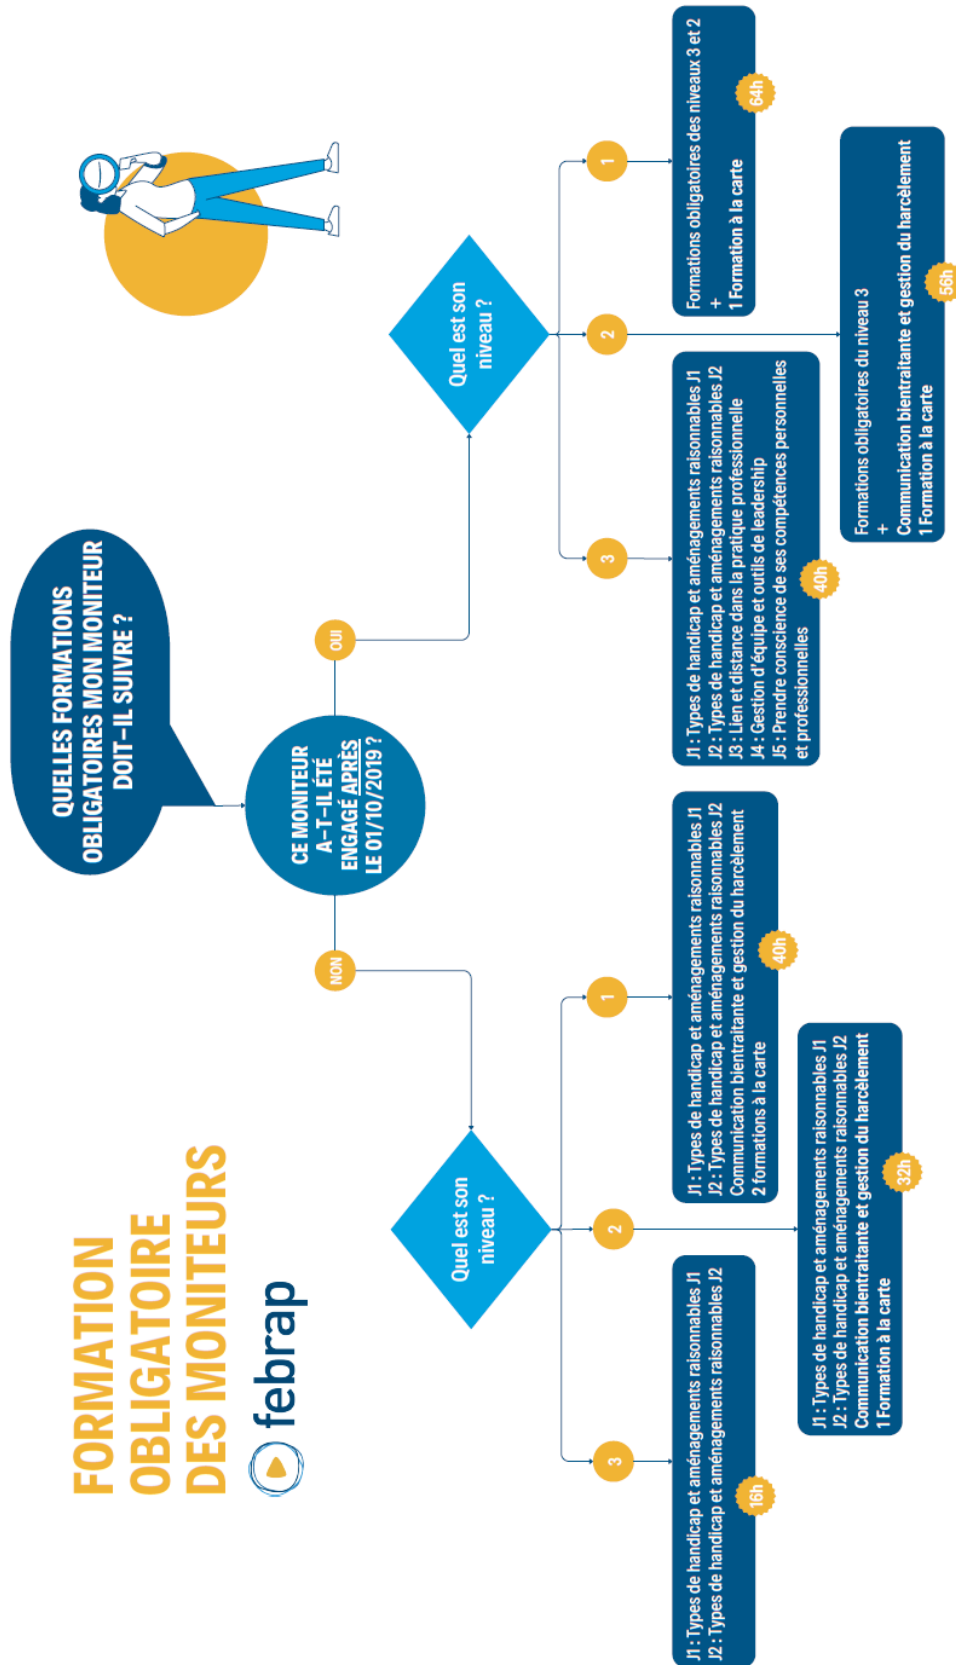 FORMATION
OBLIGATOIRE
DES MONITEURS
febrap
QUELLES FORMATIONS
OBLIGATOIRES MON MONITEUR
DOIT-IL SUIVRE ?
CE MONITEUR
A-T-IL ÉTÉ
ENGAGÉ APRÈS
LE 01/10/2019 ?
NON
OUI
Quel est son
niveau ?
3
2
1
J1 : Types de handicap et aménagements raisonnables J1
J2 : Types de handicap et aménagements raisonnables J2
16h
J1 : Types de handicap et aménagements raisonnables J1
J2 : Types de handicap et aménagements raisonnables J2
Communication bientraitante et gestion du harcèlement
1 Formation à la carte
32h
J1 : Types de handicap et aménagements raisonnables J1
J2 : Types de handicap et aménagements raisonnables J2
Communication bientraitante et gestion du harcèlement
2 formations à la carte
40h
Quel est son
niveau ?
3
2
1
J1 : Types de handicap et aménagements raisonnables J1
J2 : Types de handicap et aménagements raisonnables J2
J3 : Lien et distance dans la pratique professionnelle
J4 : Gestion d'équipe et outils de leadership
J5 : Prendre conscience de ses compétences personnelles
et professionnelles
40h
Formations obligatoires du niveau 3
+
Communication bientraitante et gestion du harcèlement
1 Formation à la carte
56h
Formations obligatoires des niveaux 3 et 2
+
1 Formation à la carte
64h